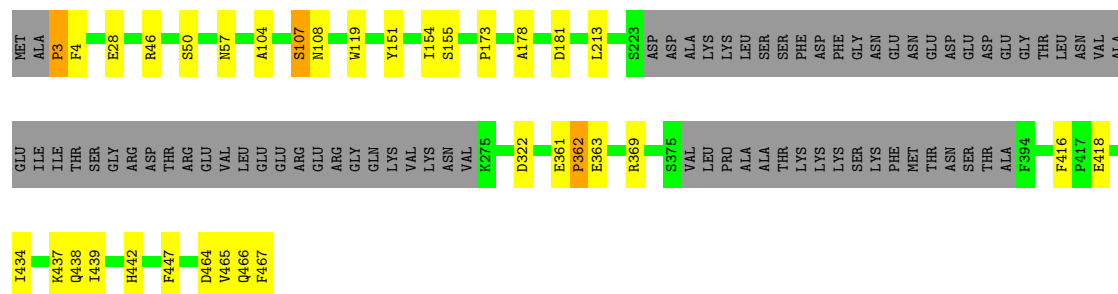 MET ALA P3 F4 E28 R46 S50 N57 A104 S107 N108 W119 Y151 I154 S155 P173 A178 D181 L213 S223 ASP ASP ALA LYS LYS LEU SER SER PHE ASP PHE GLY ASN GLU ASN GLU ASP GLU ASP GLU GLY THR LEU ASN VAL ALA
GLU ILE ILE THR SER GLY ARG ASP THR ARG GLU VAL LEU GLU GLU ARG GLU ARG GLY GLN LYS VAL LYS ASN VAL K275 D322 E361 P362 E363 R369 S375 VAL LEU PRO ALA ALA THR LYS LYS LYS SER LYS PHE MET THR ASN SER THR ALA F394 F416 P417 E418
I434 K437 Q438 I439 H442 F447 D464 V465 Q466 F467